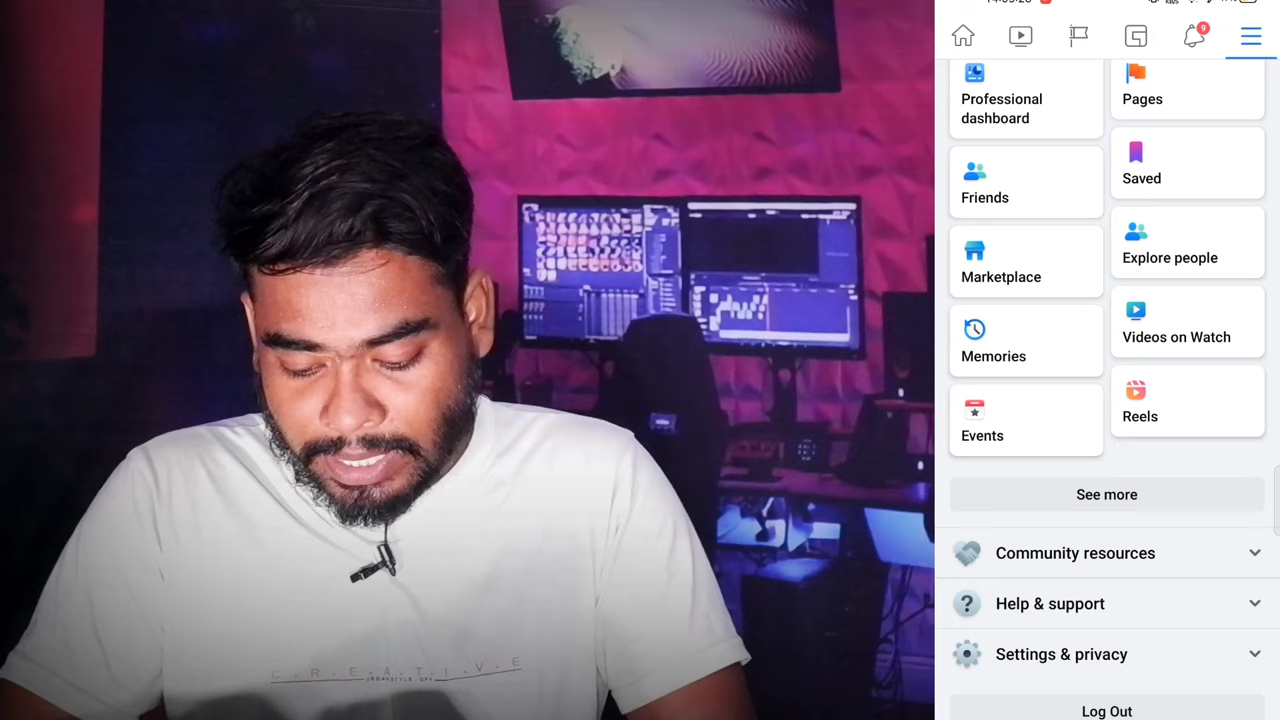 9
Professional
dashboard
Pages
Friends
Saved
Marketplace
Explore people
Memories
Videos on Watch
Events
Reels
See more
Community resources
Help & support
Settings & privacy
Log Out
C.R.E.A.T.I.V.E